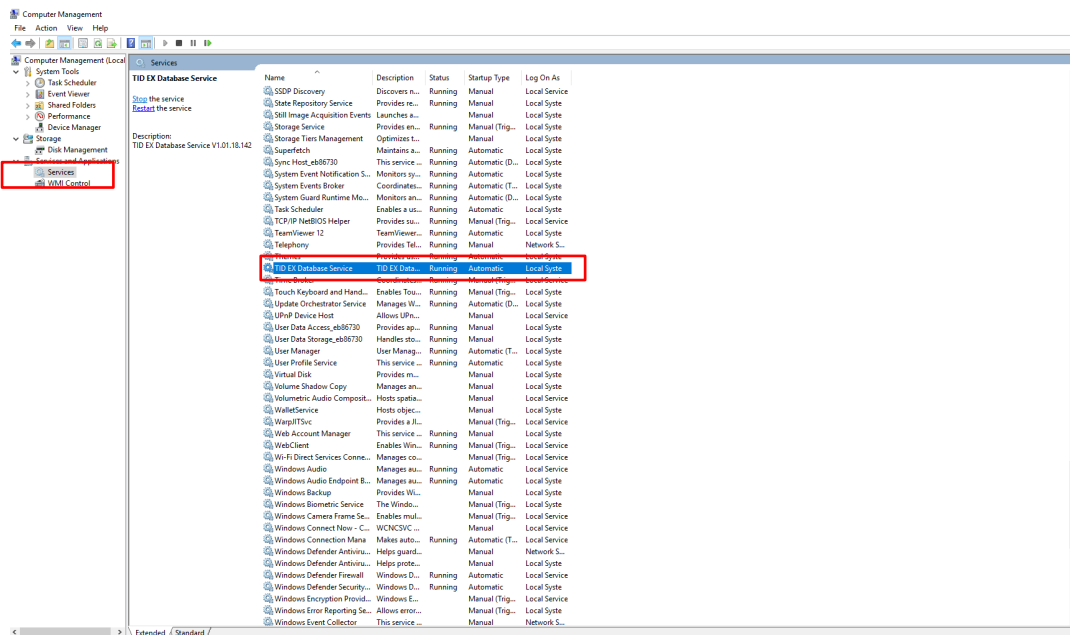 Computer Management
File Action View Help
Computer Management (Local
System Tools
Task Scheduler
Event Viewer
Shared Folders
Performance
Device Manager
Storage
Disk Management
Services and Applications
Services
WMI Control
Services
TID EX Database Service
Stop the service
Restart the service
Description:
TID EX Database Service V1.01.18.142
Name Description Status Startup Type Log On As
SSDP Discovery Discovers n... Running Manual Local Service
State Repository Service Provides re... Running Manual Local Syste
Still Image Acquisition Events Launches a... Manual Local Syste
Storage Service Provides en... Running Manual (Trig... Local Syste
Storage Tiers Management Optimizes t... Manual Local Syste
Superfetch Maintains a... Running Automatic Local Syste
Sync Host_eb86730 This service ... Running Automatic (D... Local Syste
System Event Notification S... Monitors sy... Running Automatic Local Syste
System Events Broker Coordinates... Running Automatic (T... Local Syste
System Guard Runtime Mo... Monitors an... Running Automatic (D... Local Syste
Task Scheduler Enables a us... Running Automatic Local Syste
TCP/IP NetBIOS Helper Provides su... Running Manual (Trig... Local Service
TeamViewer 12 TeamViewer... Running Automatic Local Syste
Telephony Provides Tel... Running Manual Network S...
Themes Provides us... Running Automatic Local Syste
TID EX Database Service TID EX Data... Running Automatic Local Syste
Time Broker Coordinates... Running Manual (Trig... Local Service
Touch Keyboard and Hand... Enables Tou... Running Manual (Trig... Local Syste
Update Orchestrator Service Manages W... Running Automatic (D... Local Syste
UPnP Device Host Allows UPn... Manual Local Service
User Data Access_eb86730 Provides ap... Running Manual Local Syste
User Data Storage_eb86730 Handles sto... Running Manual Local Syste
User Manager User Manag... Running Automatic (T... Local Syste
User Profile Service This service ... Running Automatic Local Syste
Virtual Disk Provides m... Manual Local Syste
Volume Shadow Copy Manages an... Manual Local Syste
Volumetric Audio Composit... Hosts spatia... Manual Local Service
WalletService Hosts objec... Manual Local Syste
WarpJITSvc Provides a JI... Manual (Trig... Local Service
Web Account Manager This service ... Running Manual Local Syste
WebClient Enables Win... Running Manual (Trig... Local Service
Wi-Fi Direct Services Conne... Manages co... Manual (Trig... Local Service
Windows Audio Manages au... Running Automatic Local Service
Windows Audio Endpoint B... Manages au... Running Automatic Local Syste
Windows Backup Provides Wi... Manual Local Syste
Windows Biometric Service The Windo... Manual (Trig... Local Syste
Windows Camera Frame Se... Enables mul... Manual (Trig... Local Service
Windows Connect Now - C... WCNCSVC ... Manual Local Service
Windows Connection Mana Makes auto... Running Automatic (T... Local Service
Windows Defender Antiviru... Helps guard... Manual Network S...
Windows Defender Antiviru... Helps prote... Manual Local Syste
Windows Defender Firewall Windows D... Running Automatic Local Service
Windows Defender Security... Windows D... Running Automatic Local Syste
Windows Encryption Provid... Windows E... Manual (Trig... Local Service
Windows Error Reporting Se... Allows error... Manual (Trig... Local Syste
Windows Event Collector This service ... Manual Network S...
Extended Standard